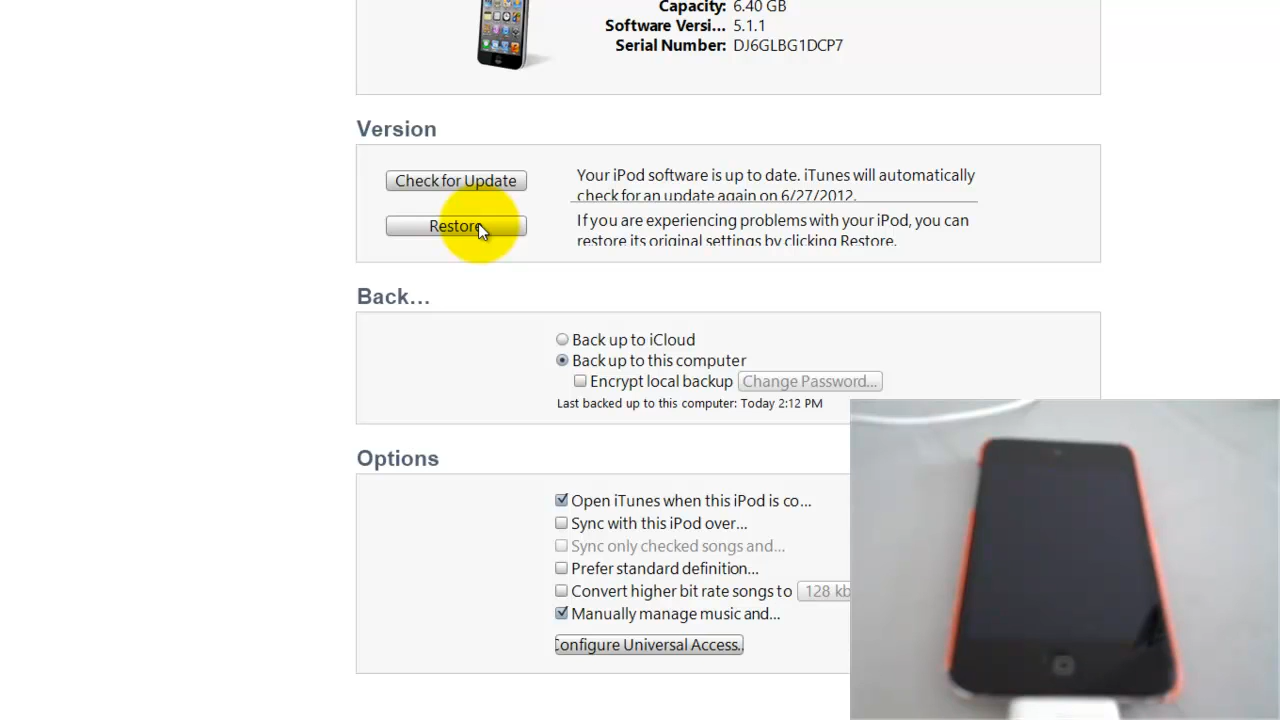 Capacity: 6.40 GB
Software Versi... 5.1.1
Serial Number: DJ6GLBG1DCP7
Version
Check for Update
Your iPod software is up to date. iTunes will automatically
check for an update again on 6/27/2012.
Restore
If you are experiencing problems with your iPod, you can
restore its original settings by clicking Restore.
Back...
Back up to iCloud
Back up to this computer
Encrypt local backup Change Password...
Last backed up to this computer: Today 2:12 PM
Options
Open iTunes when this iPod is co...
Sync with this iPod over...
Sync only checked songs and...
Prefer standard definition...
Convert higher bit rate songs to 128 kb
Manually manage music and...
Configure Universal Access..